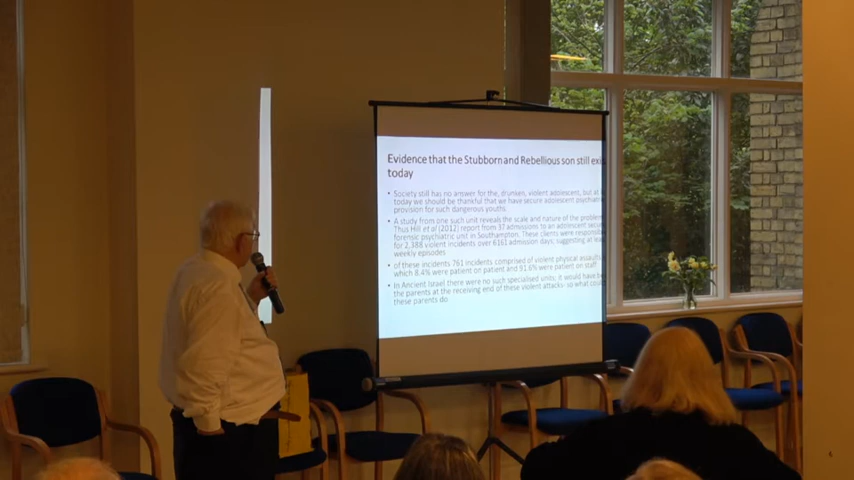 Evidence that the Stubborn and Rebellious son still exi
today
• Society still has no answer for the, drunken, violent adolescent, but at
today we should be thankful that we have secure adolescent psychiatri
provision for such dangerous youths.
• A study from one such unit reveals the scale and nature of the problem
Thus Hill et al (2012) report from 37 admissions to an adolescent
forensic psychiatric unit in Southampton. These clients were responsib
for 2,388 violent incidents over 6161 admission days; suggesting at lea
weekly episodes
• of these incidents 761 incidents comprised of violent physical assaults
which 8.4% were patient on patient and 91.6% were patient on staff
• In Ancient Israel there were no such specialised units; it would have b
the parents at the receiving end of these violent attacks- so what coul
these parents do